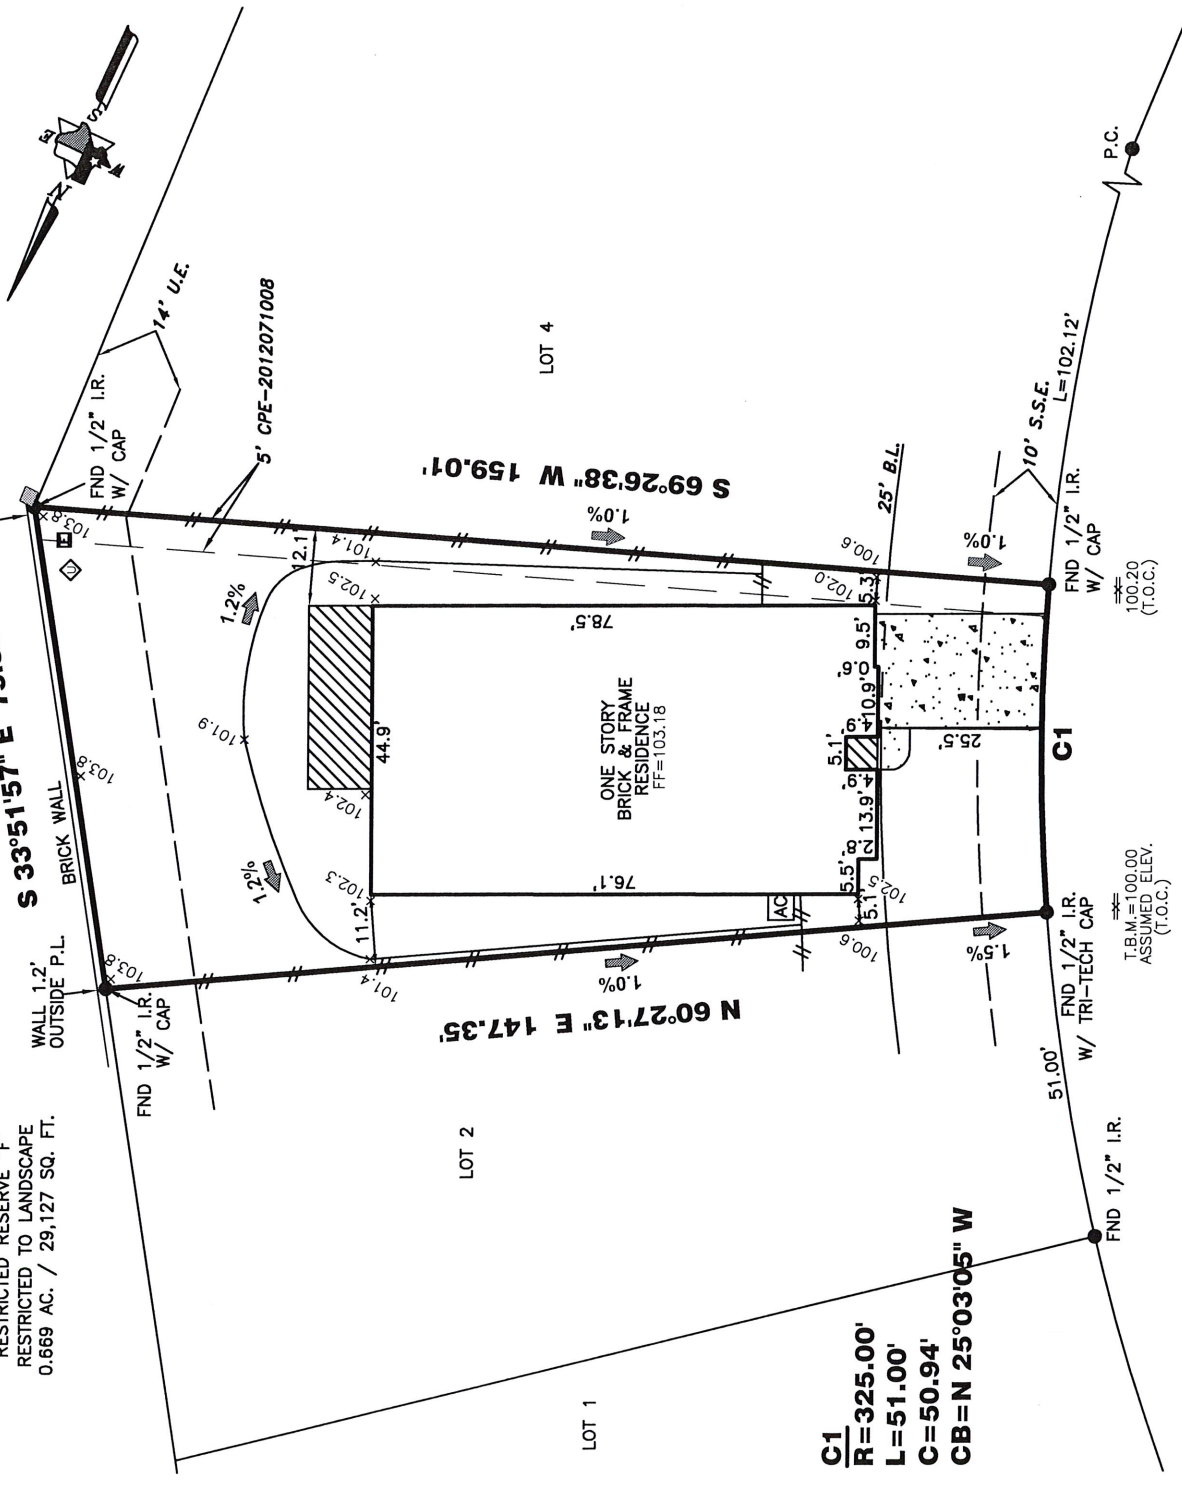 N
E
S
W
14' U.E.
5' CPE-2012071008
FND 1/2" I.R.
W/ CAP
103.8
S 33°51'57" E
BRICK WALL
103.8
WALL 1.2'
OUTSIDE P.L.
103.8
FND 1/2" I.R.
W/ CAP
RESTRICTED TO LANDSCAPE
0.669 AC. / 29,127 SQ. FT.
E
U
1.2%
101.9
1.2%
12.1'
101.4
102.5
102.4
102.3
11.2'
101.4
44.9'
78.5'
76.1'
ONE STORY
BRICK & FRAME
RESIDENCE
FF=103.18
LOT 4
S 69°26'38" W 159.01'
1.0%
N 60°27'13" E 147.35'
1.0%
LOT 2
LOT 1
AC
100.6
102.0
5.3'
9.5'
0.6'
10.9'
4.9'
5.1'
4.9'
13.9'
2.8'
5.5'
102.5
5.1'
100.6
25' B.L.
25.5'
1.0%
1.5%
10' S.S.E.
L=102.12'
P.C.
FND 1/2" I.R.
W/ CAP
100.20
(T.O.C.)
C1
T.B.M.=100.00
ASSUMED ELEV.
(T.O.C.)
FND 1/2" I.R.
W/ TRI-TECH CAP
51.00'
FND 1/2" I.R.
C1
R=325.00'
L=51.00'
C=50.94'
CB=N 25°03'05" W